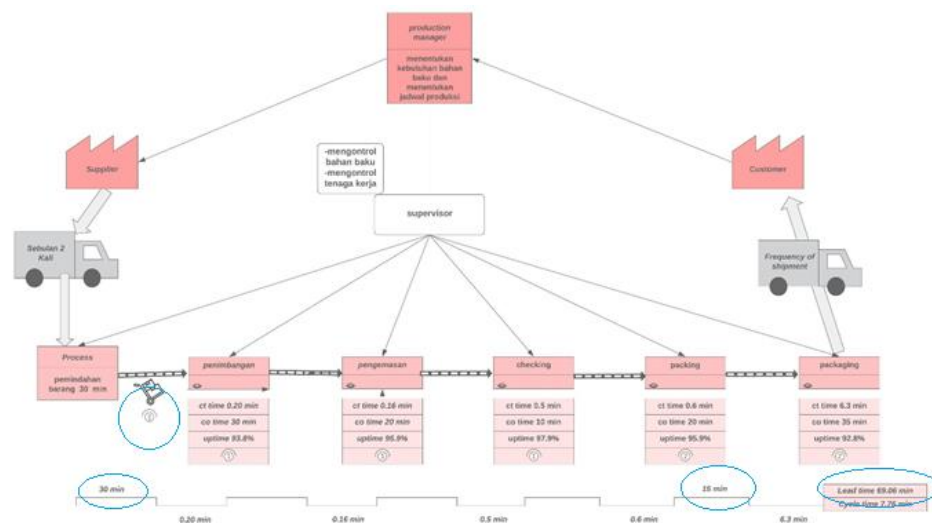 production
manager
menentukan
kebutuhan bahan
baku dan
menentukan
jadwal produksi
-mengontrol
bahan baku
-mengontrol
tenaga kerja
Supplier
Customer
supervisor
Sebulan 2
Kali
Frequency of
shipment
Process
pemindahan
barang 30 min
penimbangan
ct time 0.20 min
co time 30 min
uptime 93.8%
pengemasan
ct time 0.16 min
co time 20 min
uptime 95.9%
checking
ct time 0.5 min
co time 10 min
uptime 97.9%
packing
ct time 0.6 min
co time 20 min
uptime 95.9%
packaging
ct time 6.3 min
co time 35 min
uptime 92.8%
30 min
15 min
Lead time 69.06 min
Cycle time 7.76 min
0.20 min
0.16 min
0.5 min
0.6 min
6.3 min